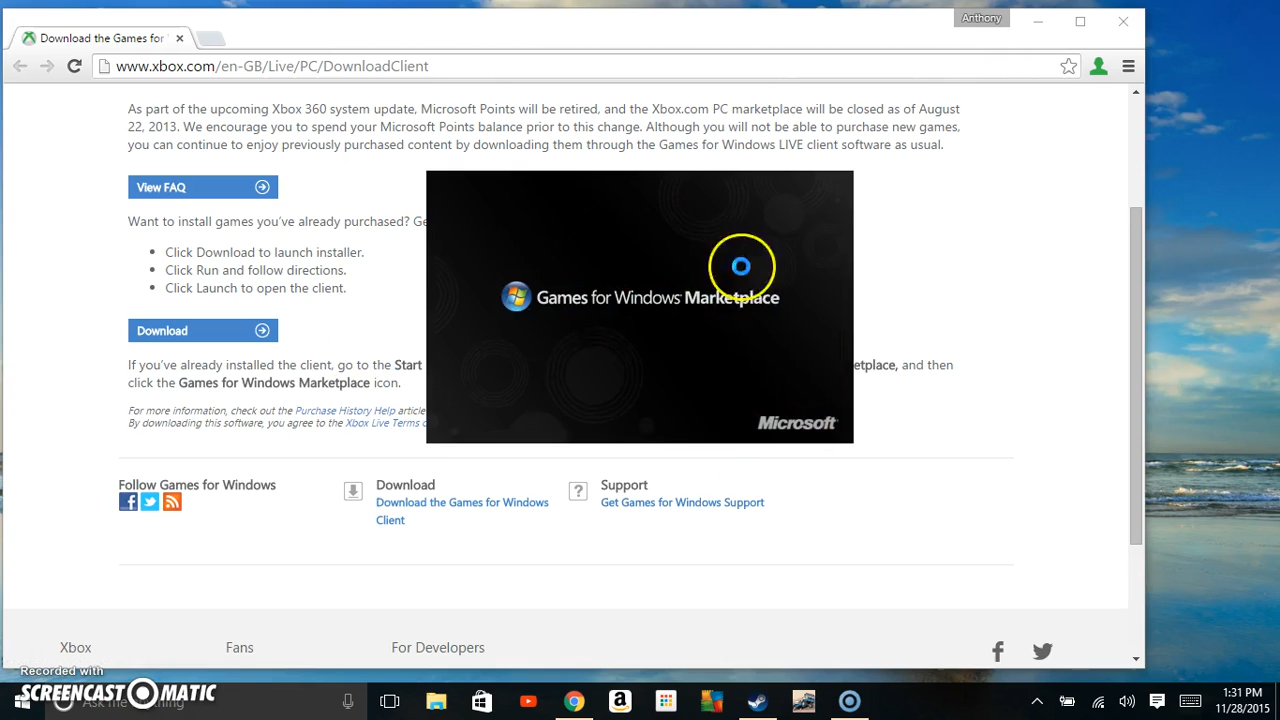 Anthony
Download the Games for
www.xbox.com/en-GB/Live/PC/DownloadClient
As part of the upcoming Xbox 360 system update, Microsoft Points will be retired, and the Xbox.com PC marketplace will be closed as of August
22, 2013. We encourage you to spend your Microsoft Points balance prior to this change. Although you will not be able to purchase new games,
you can continue to enjoy previously purchased content by downloading them through the Games for Windows LIVE client software as usual.
View FAQ
Want to install games you've already purchased? Ge
• Click Download to launch installer.
• Click Run and follow directions.
• Click Launch to open the client.
Games for Windows Marketplace
Download
If you've already installed the client, go to the Start etplace, and then
click the Games for Windows Marketplace icon.
For more information, check out the Purchase History Help article
By downloading this software, you agree to the Xbox Live Terms o
Microsoft
Follow Games for Windows
Download
Download the Games for Windows
Client
Support
Get Games for Windows Support
Xbox
Fans
For Developers
Recorded with
SCREENCAST-O-MATIC
Ask me anything
1:31 PM
11/28/2015